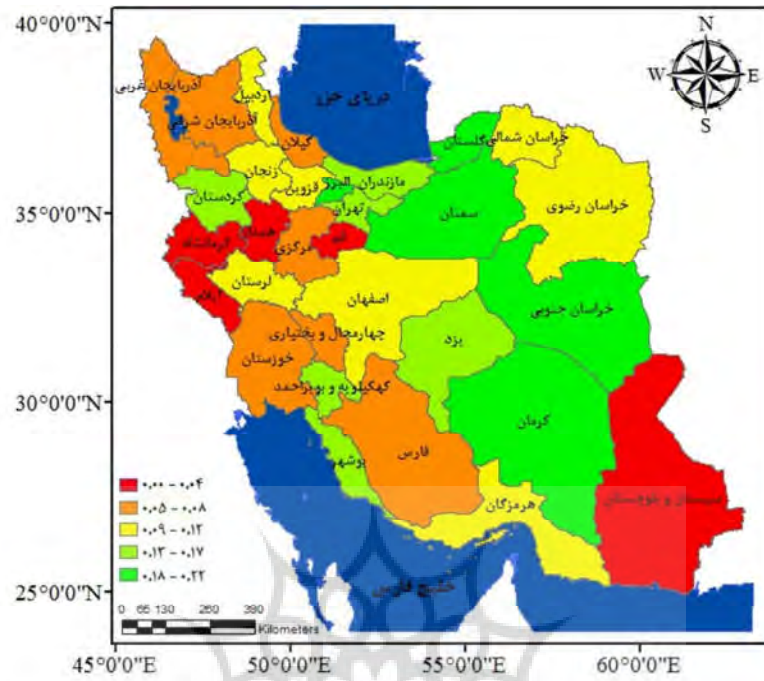 40°0'0"N
N
W E
S
دریای خزر
آذربایجان غربی
اردبیل
آذربایجان شرقی
گیلان
گلستان
خراسان شمالی
زنجان
مازندران
البرز
قزوین
کردستان
تهران
سمنان
خراسان رضوی
35°0'0"N
همدان
کرمانشاه
مرکزی
قم
لرستان
ایلام
اصفهان
خراسان جنوبی
چهارمحال و بختیاری
یزد
خوزستان
کهکیلویه و بویراحمد
30°0'0"N
کرمان
فارس
بوشهر
سیستان و بلوچستان
هرمزگان
خلیج فارس
۰.۰۰ - ۰.۰۴
۰.۰۵ - ۰.۰۸
۰.۰۹ - ۰.۱۲
۰.۱۳ - ۰.۱۷
۰.۱۸ - ۰.۲۲
25°0'0"N
0 65 130 260 390
Kilometers
45°0'0"E 50°0'0"E 55°0'0"E 60°0'0"E